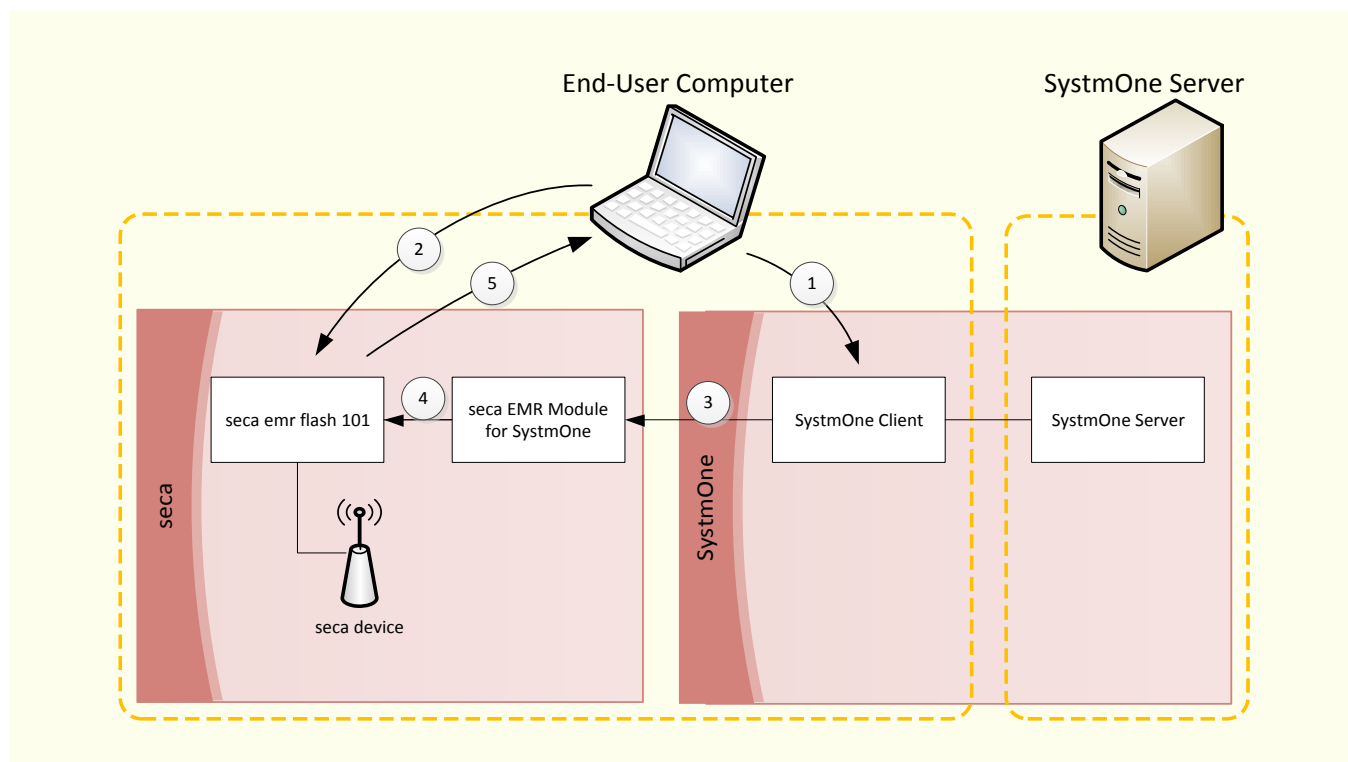 End-User Computer
SystmOne Server
2
5
1
seca emr flash 101
4
seca EMR Module
for SystmOne
3
SystmOne Client
SystmOne Server
seca
SystmOne
seca device